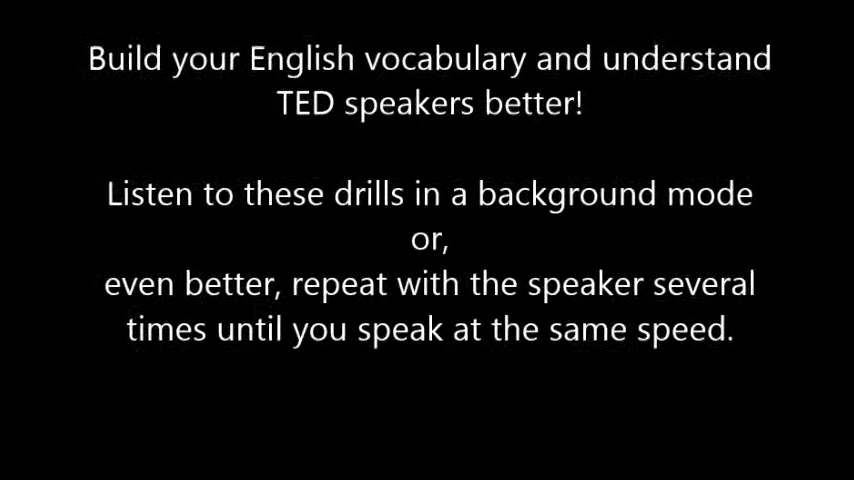 Build your English vocabulary and understand
TED speakers better!
Listen to these drills in a background mode
or,
even better, repeat with the speaker several
times until you speak at the same speed.